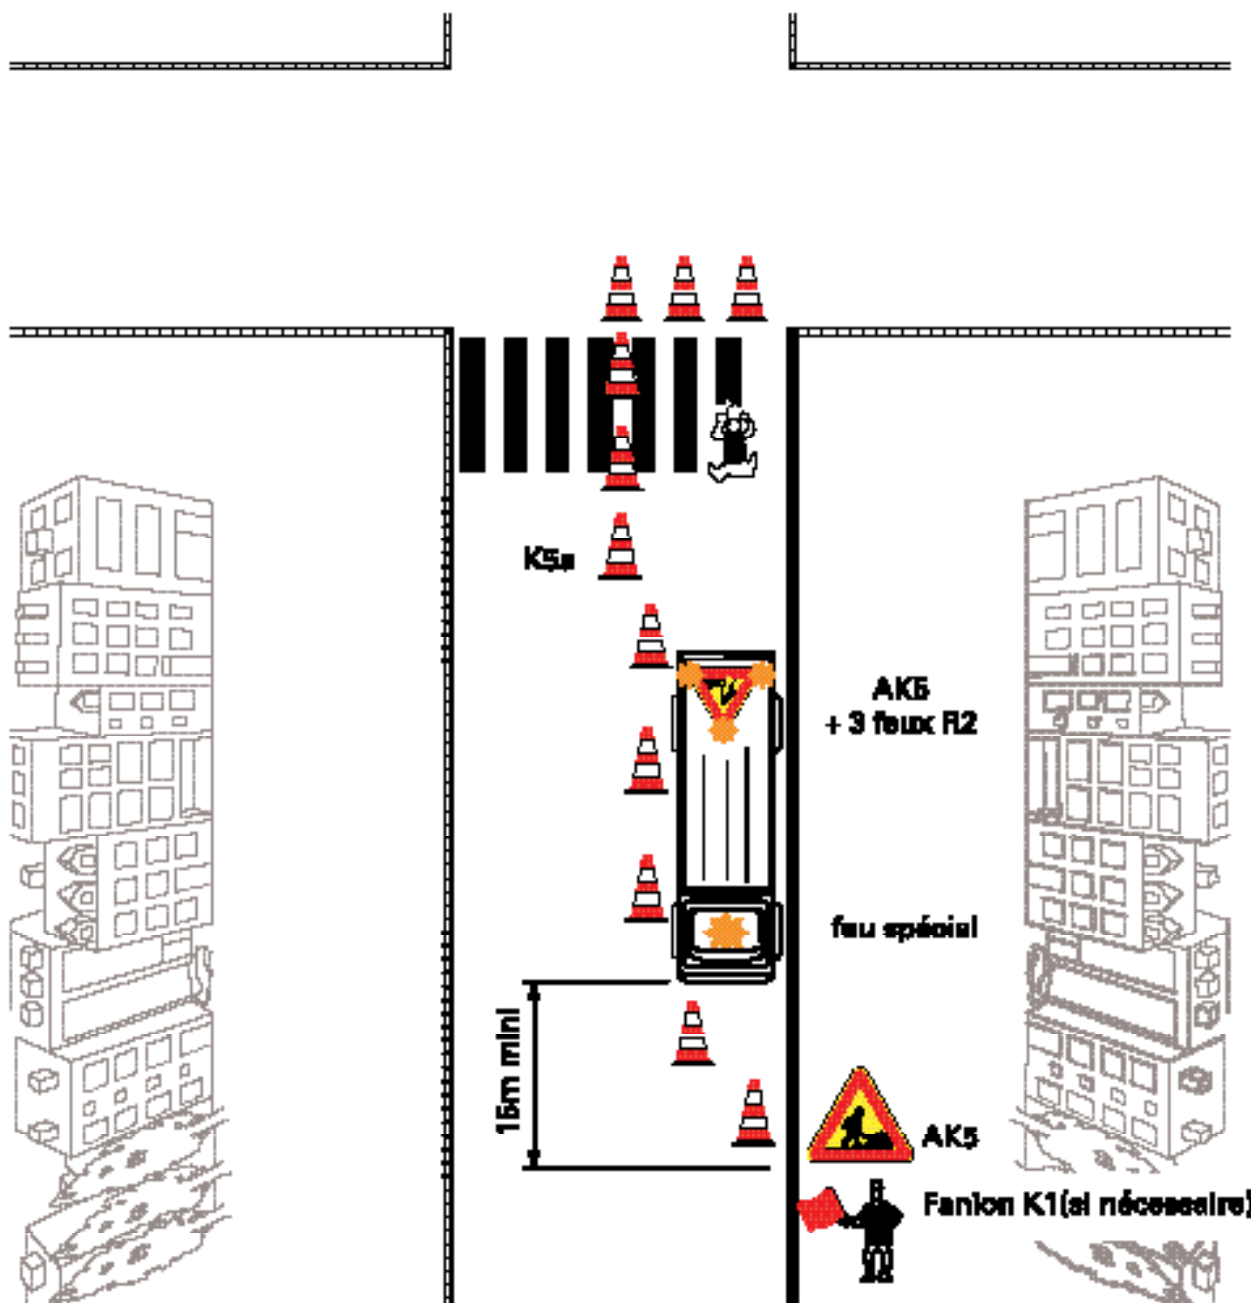 K5a
AK5
+ 3 feux R2
feu spécial
15m mini
AK5
Fanion K1(si nécessaire)